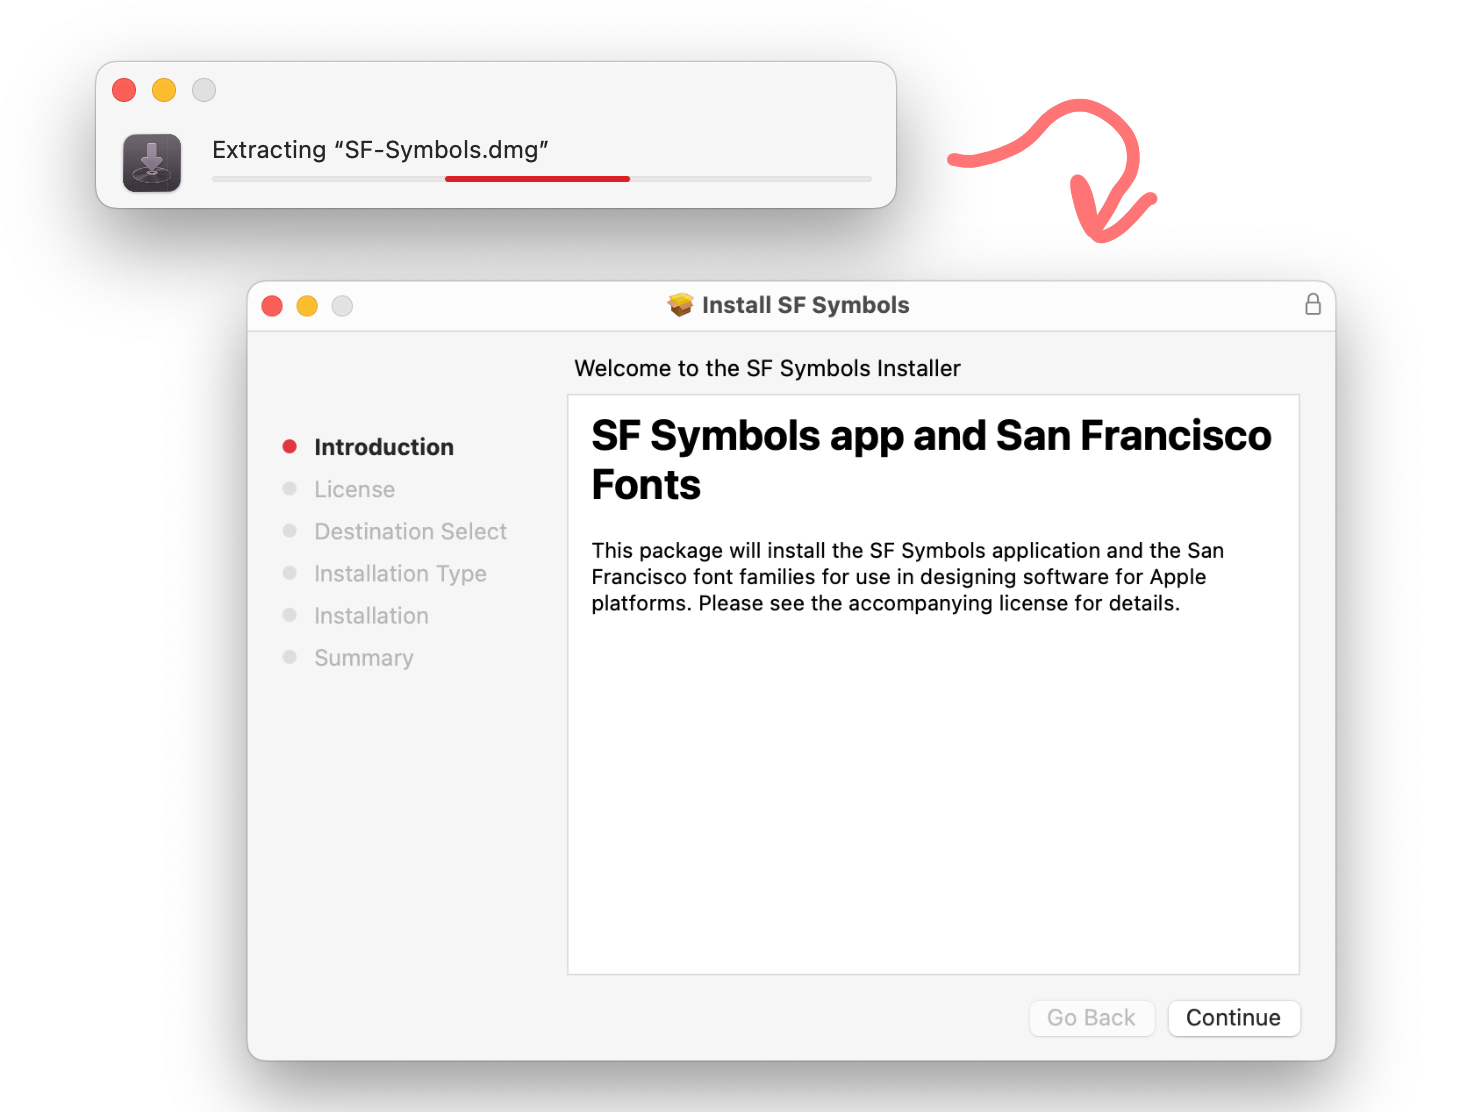 Extracting “SF-Symbols.dmg”
Install SF Symbols
Welcome to the SF Symbols Installer
Introduction
License
Destination Select
Installation Type
Installation
Summary
SF Symbols app and San Francisco
Fonts
This package will install the SF Symbols application and the San
Francisco font families for use in designing software for Apple
platforms. Please see the accompanying license for details.
Go Back
Continue